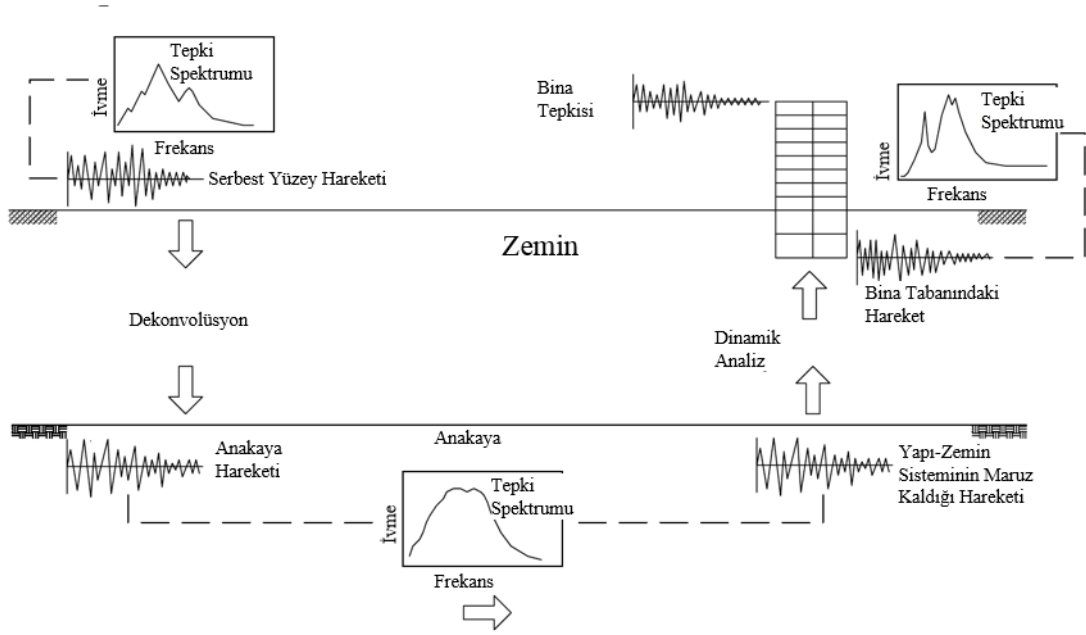 Tepki
Spektrumu
İvme
Frekans
Serbest Yüzey Hareketi
Bina
Tepkisi
Tepki
Spektrumu
İvme
Frekans
Zemin
Bina Tabanındaki
Hareket
Dekonvolüsyon
Dinamik
Analiz
Anakaya
Hareketi
Anakaya
Yapı-Zemin
Sisteminin Maruz
Kaldığı Hareketi
Tepki
Spektrumu
İvme
Frekans